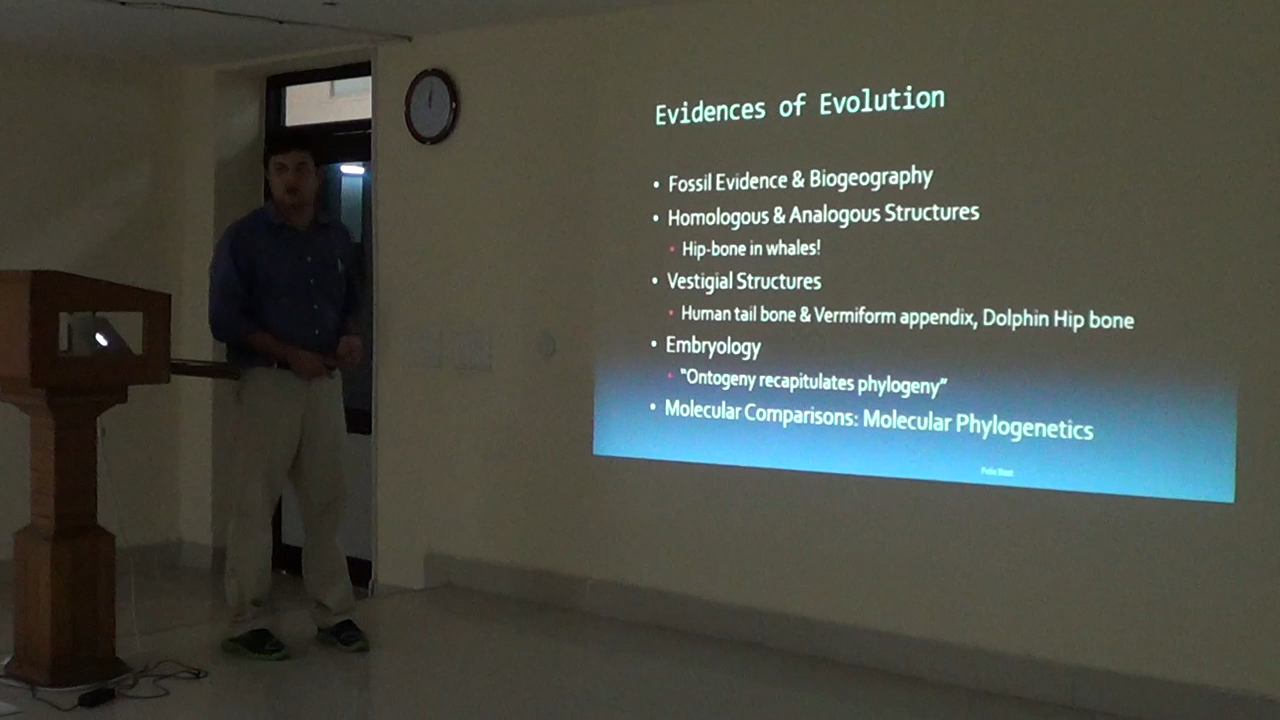 Evidences of Evolution
• Fossil Evidence & Biogeography
• Homologous & Analogous Structures
• Hip-bone in whales!
• Vestigial Structures
• Human tail bone & Vermiform appendix, Dolphin Hip bone
• Embryology
• "Ontogeny recapitulates phylogeny"
• Molecular Comparisons: Molecular Phylogenetics